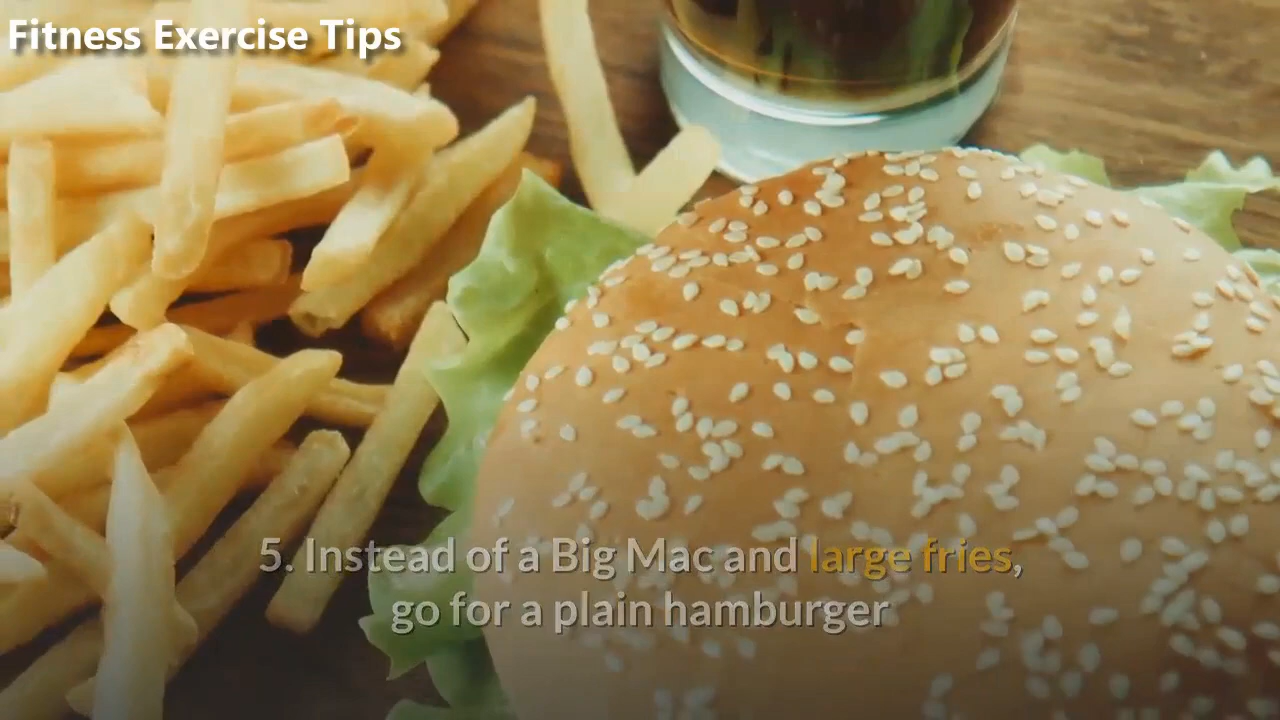 Fitness Exercise Tips
5. Instead of a Big Mac and large fries,
go for a plain hamburger